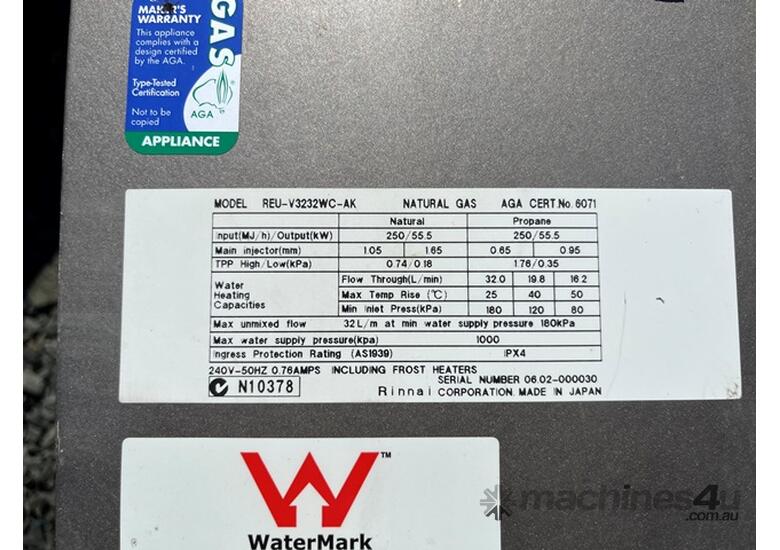 MAKER'S
WARRANTY
This appliance
complies with a
design certified
by the AGA.
Type-Tested
Certification
Not to be
copied
GAS
AGA
APPLIANCE
MODEL REU-V3232WC-AK NATURAL GAS AGA CERT.No.6071
Natural Propane
Input(MJ/h)/Output(kW) 250/55.5 250/55.5
Main injector(mm) 1.05 1.65 0.65 0.95
TPP High/Low(kPa) 0.74/0.18 1.76/0.35
Water Heating Capacities Flow Through(L/min) 32.0 19.8 16.2
Max Temp Rise (℃) 25 40 50
Min Inlet Press(kPa) 180 120 80
Max unmixed flow 32L/m at min water supply pressure 180kPa
Max water supply pressure(kpa) 1000
Ingress Protection Rating (AS1939) IPX4
240V-50HZ 0.76AMPS INCLUDING FROST HEATERS
N10378
SERIAL NUMBER 06.02-000030
Rinnai CORPORATION. MADE IN JAPAN
TM
WaterMark
machines4u
.com.au